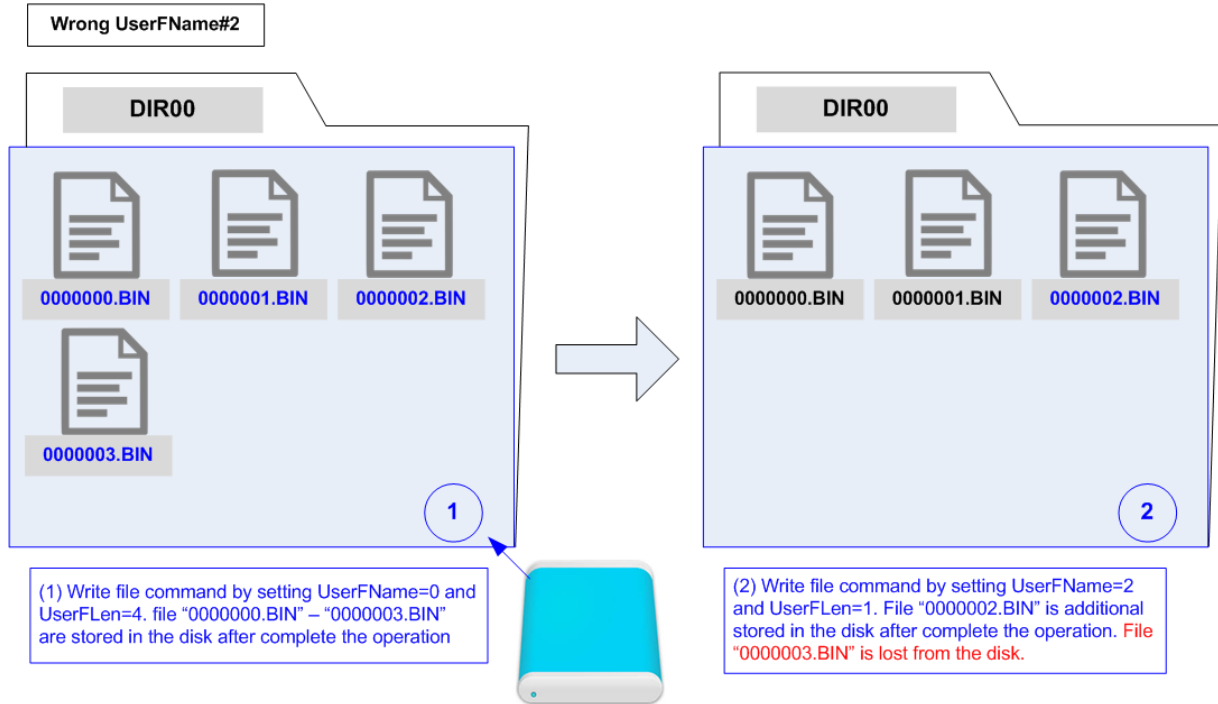 Wrong UserFName#2
DIR00
0000000.BIN
0000001.BIN
0000002.BIN
0000003.BIN
1
(1) Write file command by setting UserFName=0 and
UserFLen=4. file “0000000.BIN” – “0000003.BIN”
are stored in the disk after complete the operation
DIR00
0000000.BIN
0000001.BIN
0000002.BIN
2
(2) Write file command by setting UserFName=2
and UserFLen=1. File “0000002.BIN” is additional
stored in the disk after complete the operation. File
“0000003.BIN” is lost from the disk.